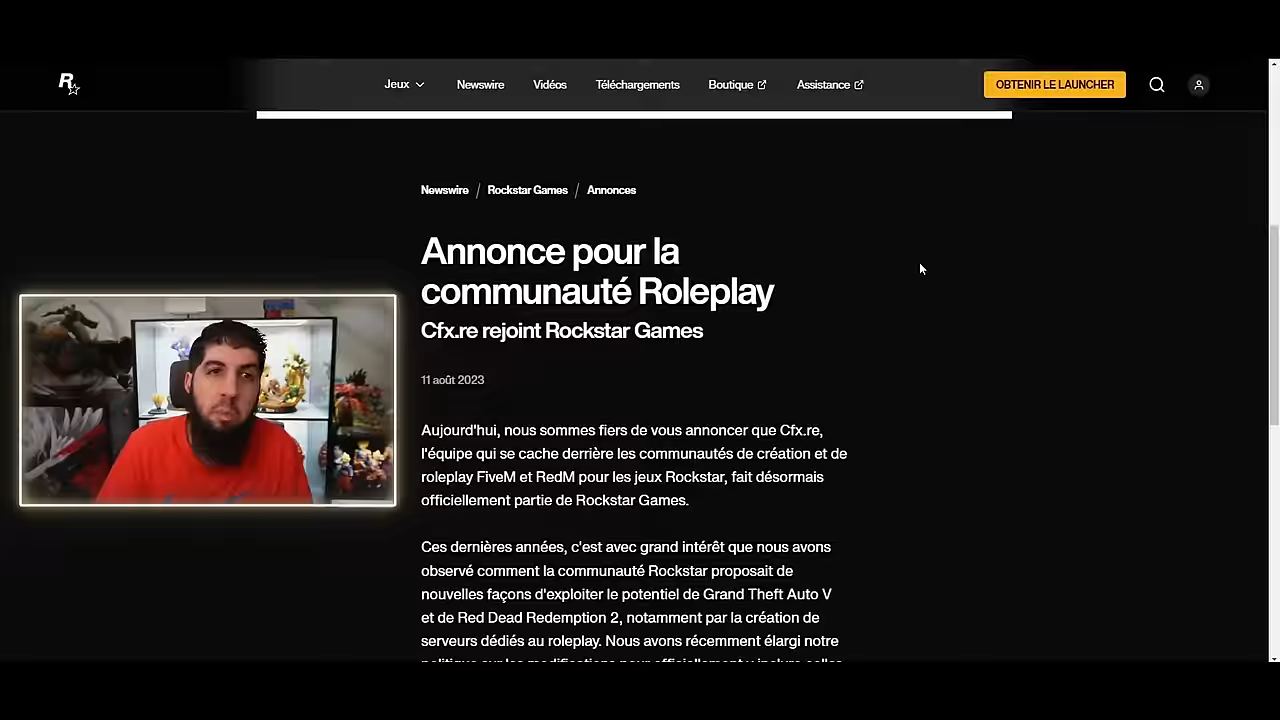 R
Jeux
Newswire
Vidéos
Téléchargements
Boutique
Assistance
OBTENIR LE LAUNCHER
Newswire / Rockstar Games / Annonces
Annonce pour la
communauté Roleplay
Cfx.re rejoint Rockstar Games
11 août 2023
Aujourd'hui, nous sommes fiers de vous annoncer que Cfx.re,
l'équipe qui se cache derrière les communautés de création et de
roleplay FiveM et RedM pour les jeux Rockstar, fait désormais
officiellement partie de Rockstar Games.
Ces dernières années, c'est avec grand intérêt que nous avons
observé comment la communauté Rockstar proposait de
nouvelles façons d'exploiter le potentiel de Grand Theft Auto V
et de Red Dead Redemption 2, notamment par la création de
serveurs dédiés au roleplay. Nous avons récemment élargi notre